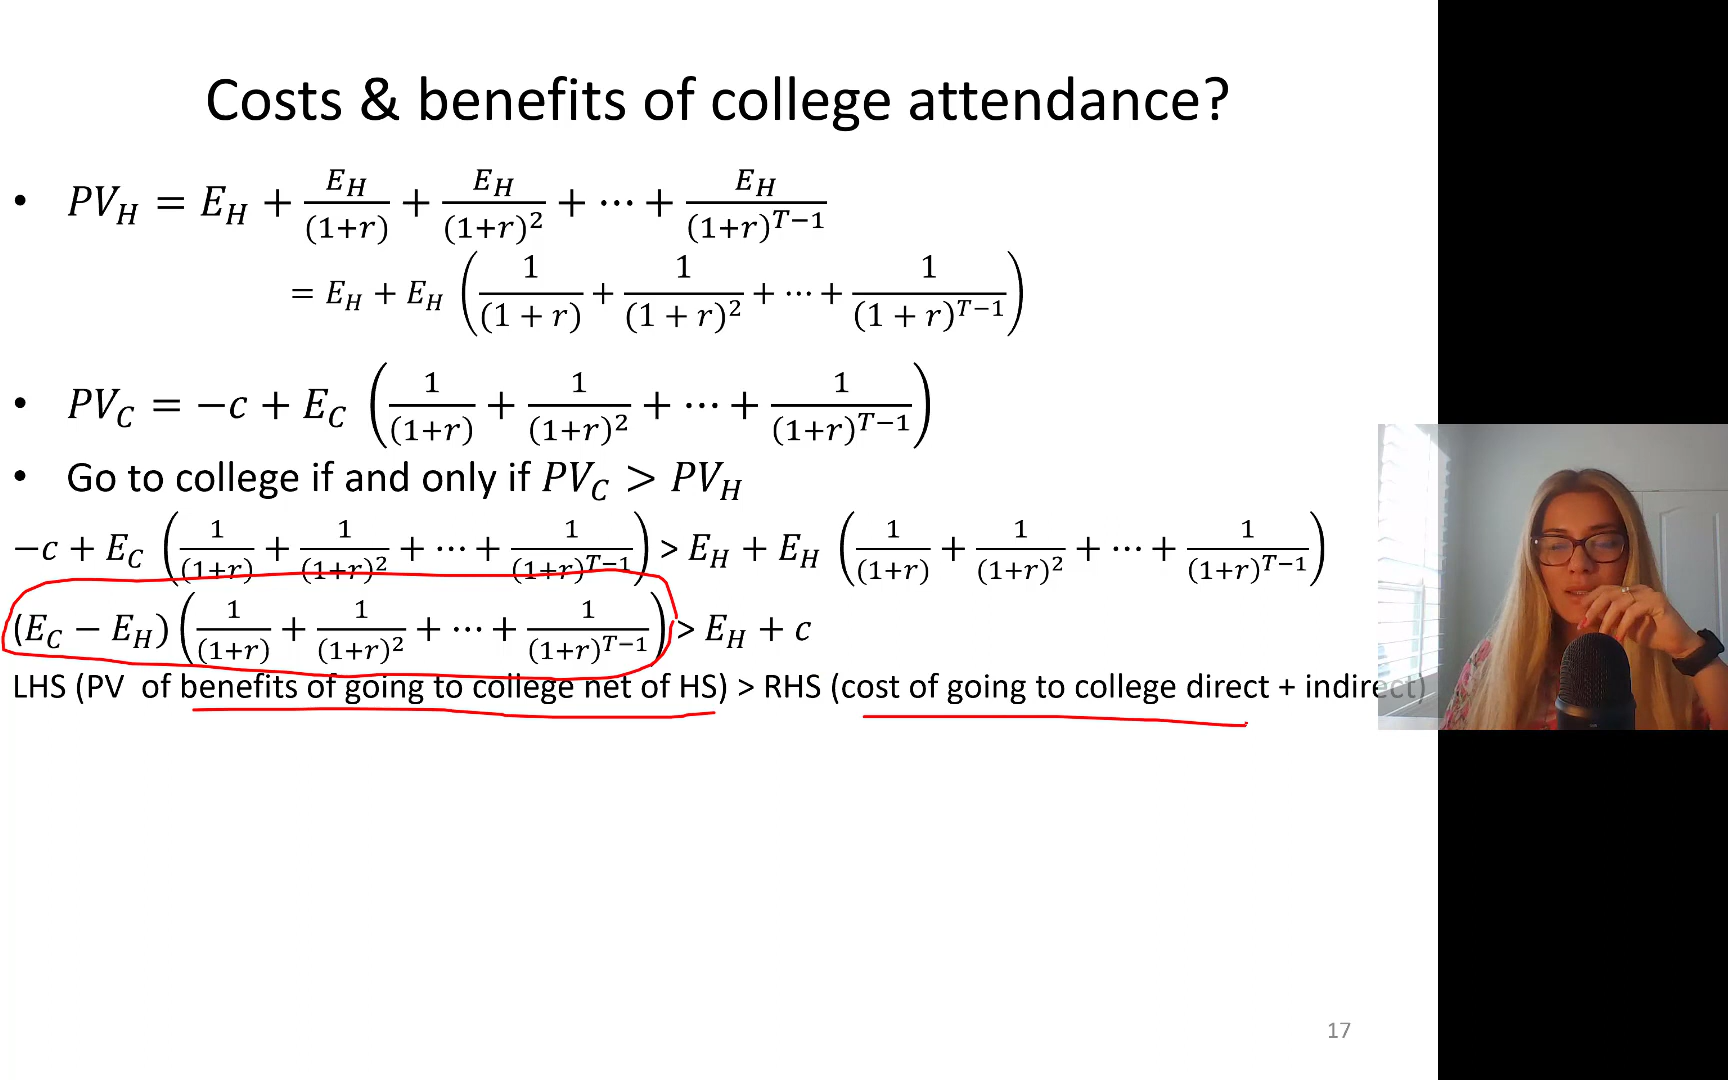 Costs & benefits of college attendance?
• PV_H = E_H + E_H/(1+r) + E_H/(1+r)^2 + ⋯ + E_H/(1+r)^{T−1}
= E_H + E_H (1/(1 + r) + 1/(1 + r)^2 + ⋯ + 1/(1 + r)^{T−1})
• PV_C = −c + E_C (1/(1+r) + 1/(1+r)^2 + ⋯ + 1/(1+r)^{T−1})
• Go to college if and only if PV_C > PV_H
−c + E_C (1/(1+r) + 1/(1+r)^2 + ⋯ + 1/(1+r)^{T−1}) > E_H + E_H (1/(1+r) + 1/(1+r)^2 + ⋯ + 1/(1+r)^{T−1})
(E_C − E_H) (1/(1+r) + 1/(1+r)^2 + ⋯ + 1/(1+r)^{T−1}) > E_H + c
LHS (PV of benefits of going to college net of HS) > RHS (cost of going to college direct + indirect)
17